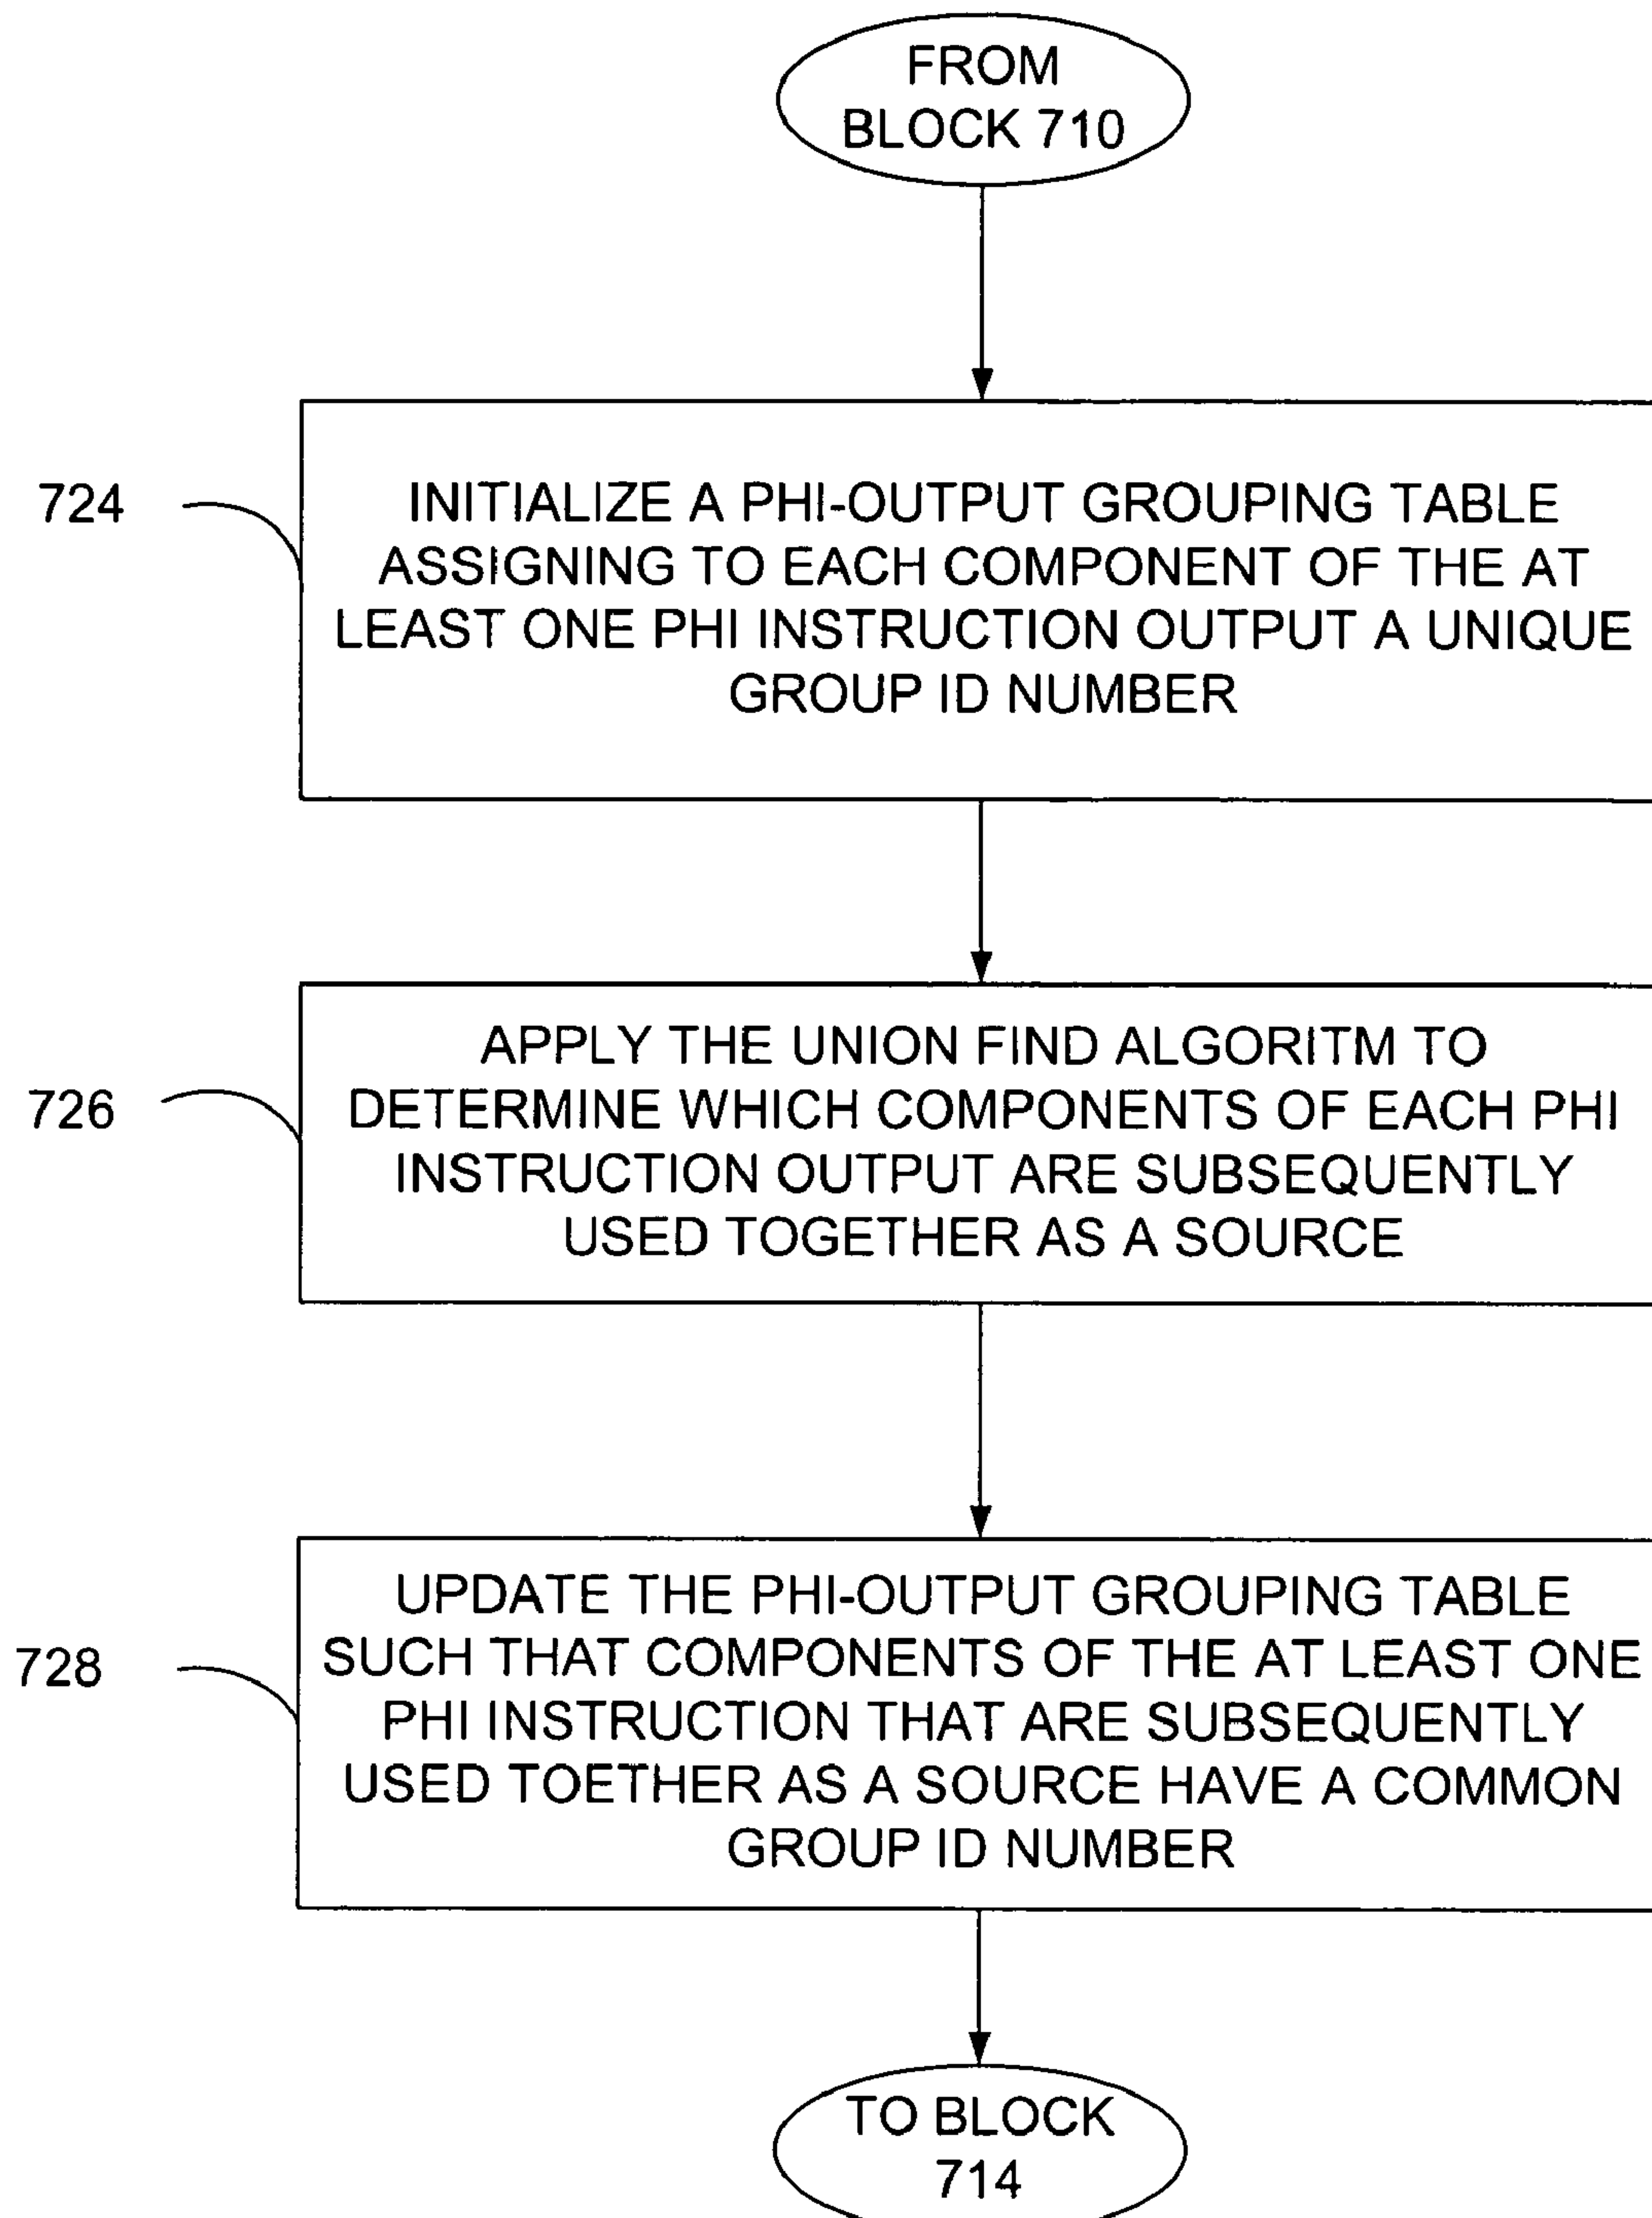 FROM
BLOCK 710
724
INITIALIZE A PHI-OUTPUT GROUPING TABLE
ASSIGNING TO EACH COMPONENT OF THE AT
LEAST ONE PHI INSTRUCTION OUTPUT A UNIQUE
GROUP ID NUMBER
726
APPLY THE UNION FIND ALGORITM TO
DETERMINE WHICH COMPONENTS OF EACH PHI
INSTRUCTION OUTPUT ARE SUBSEQUENTLY
USED TOGETHER AS A SOURCE
728
UPDATE THE PHI-OUTPUT GROUPING TABLE
SUCH THAT COMPONENTS OF THE AT LEAST ONE
PHI INSTRUCTION THAT ARE SUBSEQUENTLY
USED TOETHER AS A SOURCE HAVE A COMMON
GROUP ID NUMBER
TO BLOCK
714